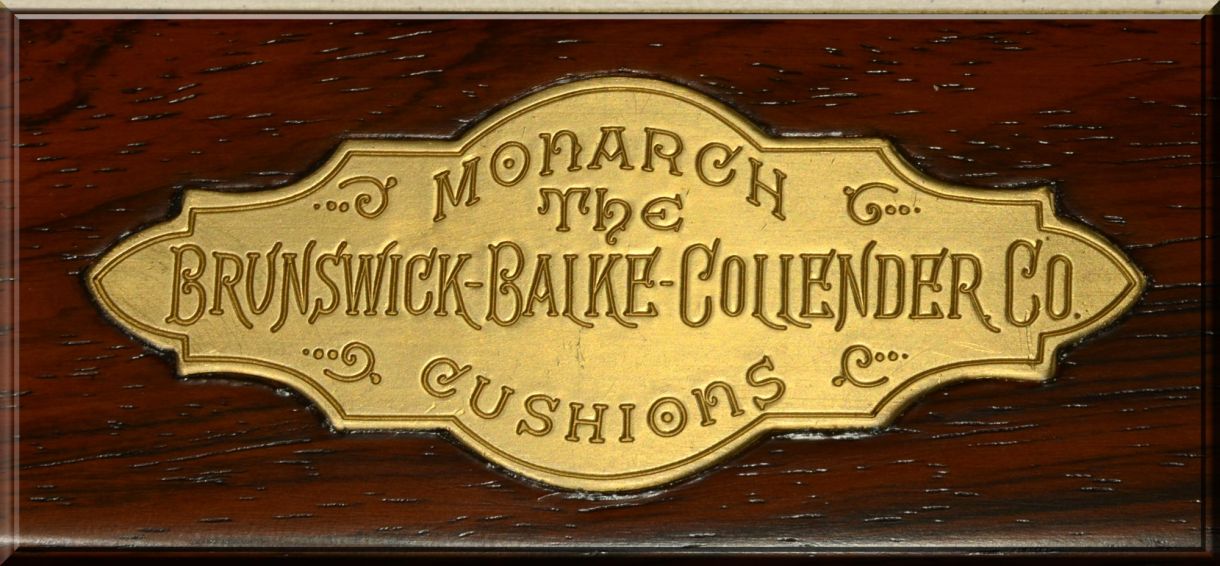 MONARCH
THE
BRUNSWICK-BALKE-COLLENDER CO.
CUSHIONS